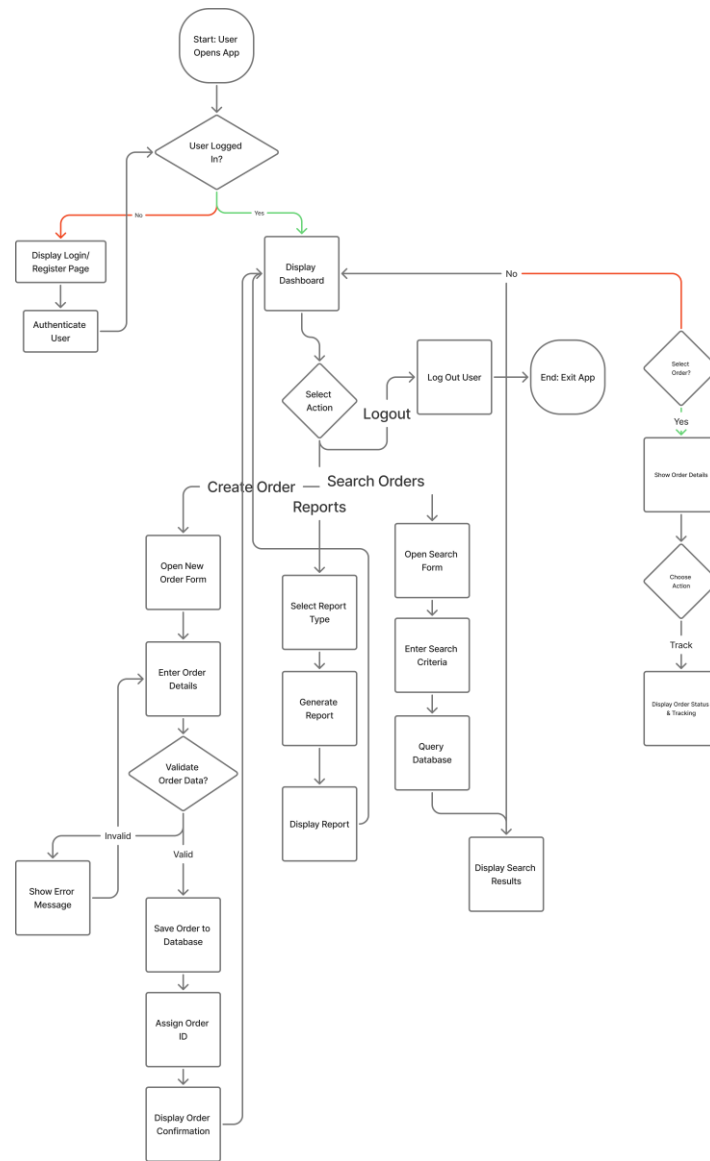 Start: User
Opens App
User Logged
In?
No
Yes
Display Login/
Register Page
Authenticate
User
Display
Dashboard
No
Select
Action
Log Out User
End: Exit App
Select
Order?
Logout
Yes
Create Order
Search Orders
Reports
Show Order Details
Open New
Order Form
Select Report
Type
Open Search
Form
Choose
Action
Enter Order
Details
Enter Search
Criteria
Track
Generate
Report
Display Order Status
& Tracking
Query
Database
Validate
Order Data?
Display Report
Invalid
Valid
Display Search
Results
Show Error
Message
Save Order to
Database
Assign Order
ID
Display Order
Confirmation